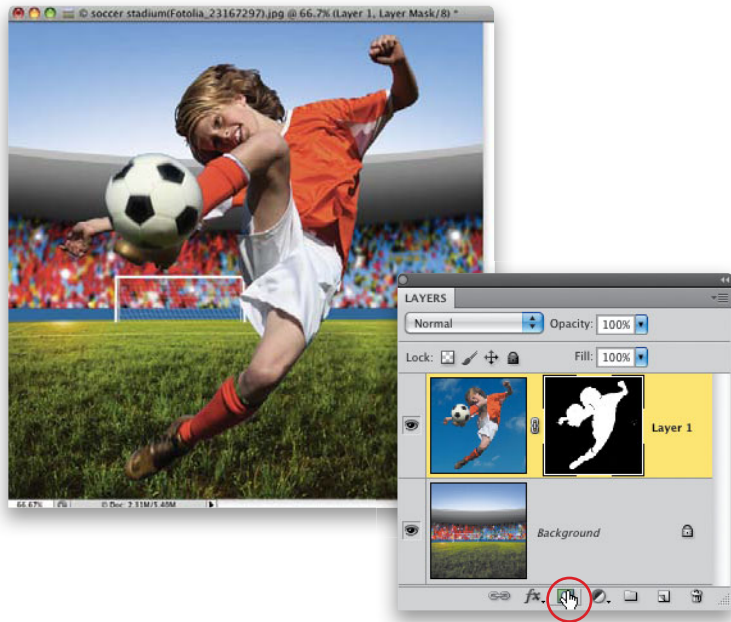 © soccer stadium(Fotolia_23167297).jpg @ 66.7% (Layer 1, Layer Mask/8) *
66.67%
© Doc: 2.31M/5.40M
LAYERS
Normal
Opacity: 100%
Lock:
Fill: 100%
Layer 1
Background
fx